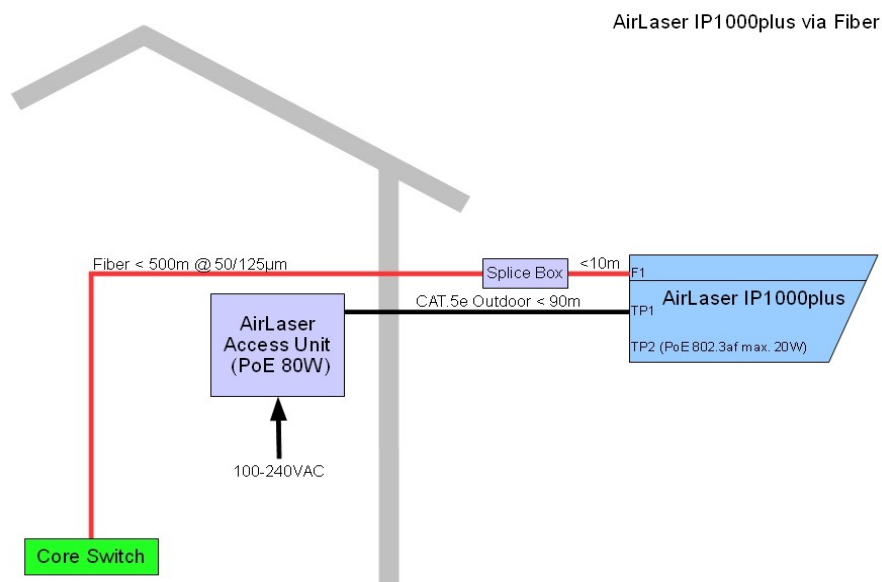 AirLaser IP1000plus via Fiber
Fiber < 500m @ 50/125µm
Splice Box
<10m
F1
AirLaser IP1000plus
CAT.5e Outdoor < 90m
TP1
AirLaser
Access Unit
(PoE 80W)
TP2 (PoE 802.3af max. 20W)
100-240VAC
Core Switch